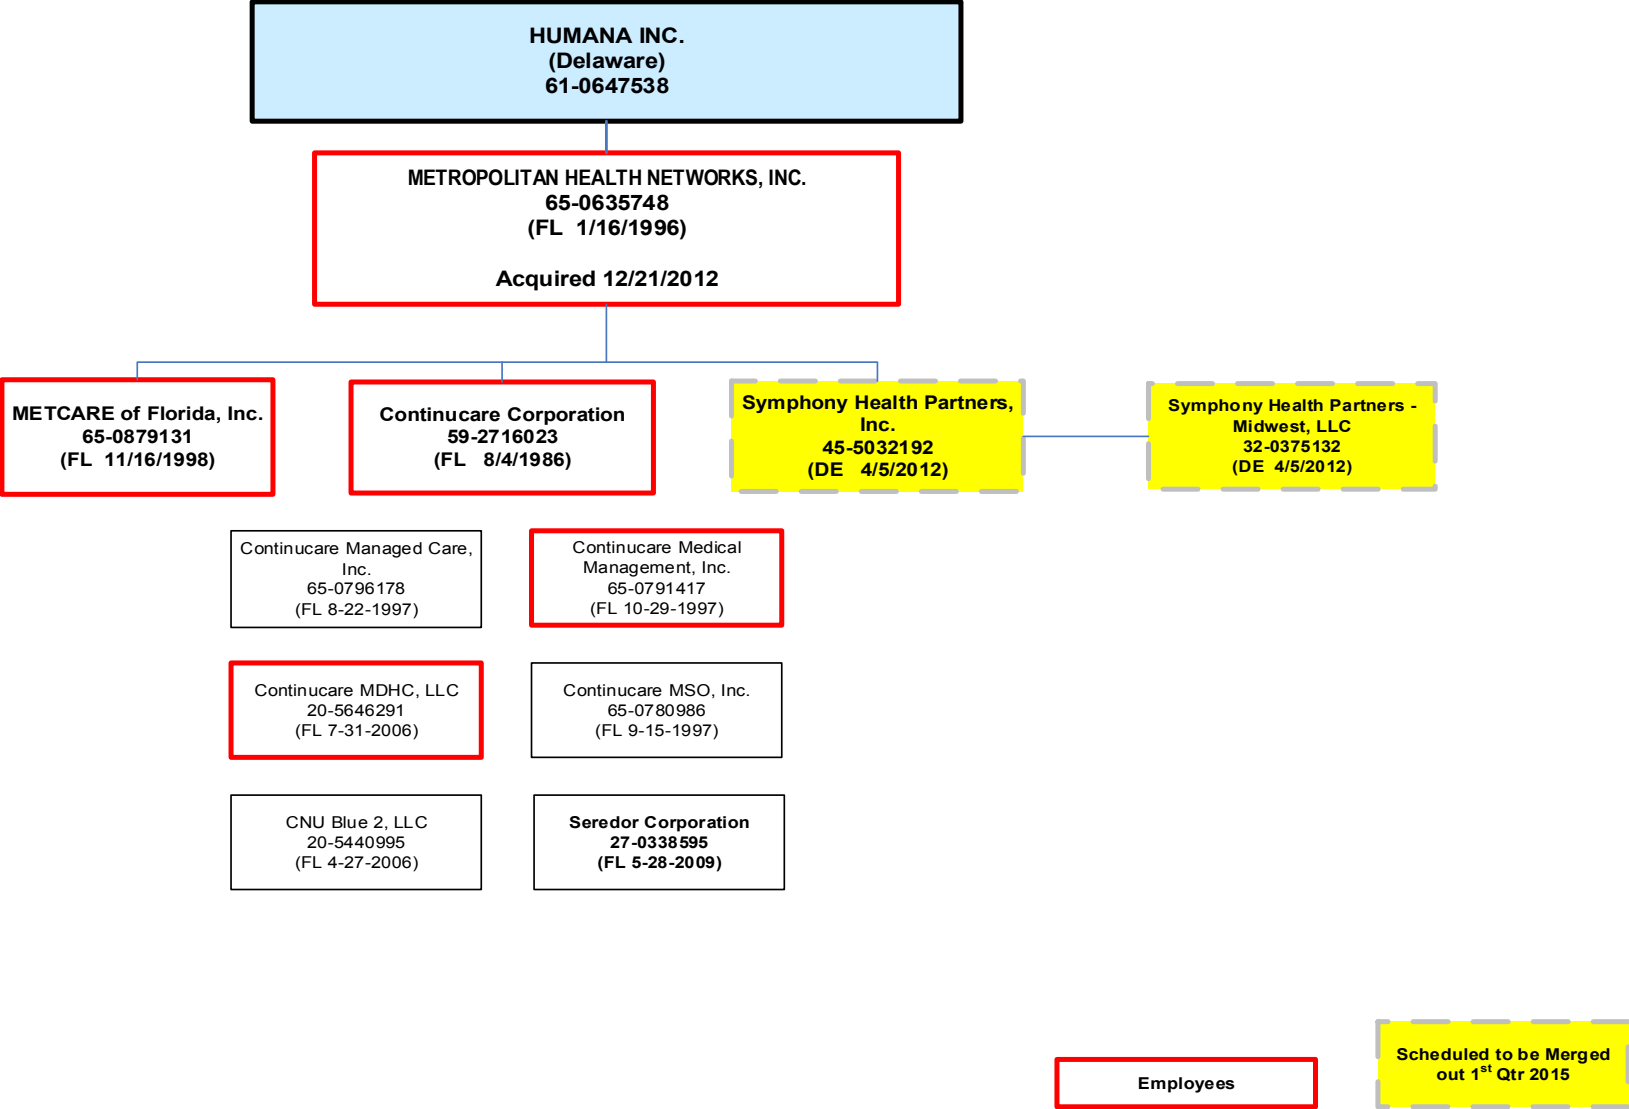 HUMANA INC.
(Delaware)
61-0647538
METROPOLITAN HEALTH NETWORKS, INC.
65-0635748
(FL 1/16/1996)
Acquired 12/21/2012
METCARE of Florida, Inc.
65-0879131
(FL 11/16/1998)
Continucare Corporation
59-2716023
(FL 8/4/1986)
Symphony Health Partners,
Inc.
45-5032192
(DE 4/5/2012)
Symphony Health Partners -
Midwest, LLC
32-0375132
(DE 4/5/2012)
Continucare Managed Care,
Inc.
65-0796178
(FL 8-22-1997)
Continucare Medical
Management, Inc.
65-0791417
(FL 10-29-1997)
Continucare MDHC, LLC
20-5646291
(FL 7-31-2006)
Continucare MSO, Inc.
65-0780986
(FL 9-15-1997)
CNU Blue 2, LLC
20-5440995
(FL 4-27-2006)
Seredor Corporation
27-0338595
(FL 5-28-2009)
Employees
Scheduled to be Merged
out 1st Qtr 2015